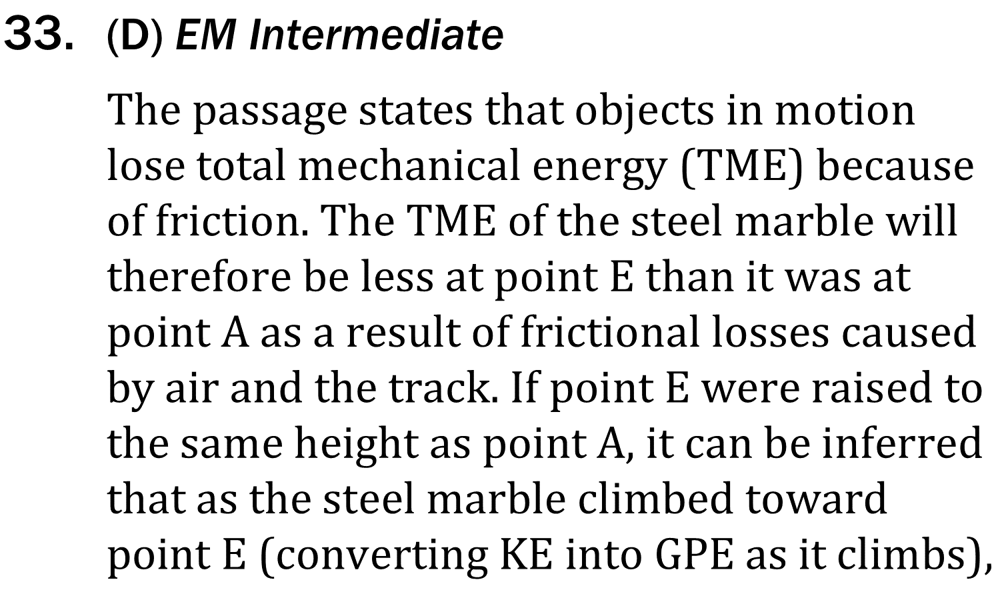 33. (D) EM Intermediate
The passage states that objects in motion
lose total mechanical energy (TME) because
of friction. The TME of the steel marble will
therefore be less at point E than it was at
point A as a result of frictional losses caused
by air and the track. If point E were raised to
the same height as point A, it can be inferred
that as the steel marble climbed toward
point E (converting KE into GPE as it climbs),